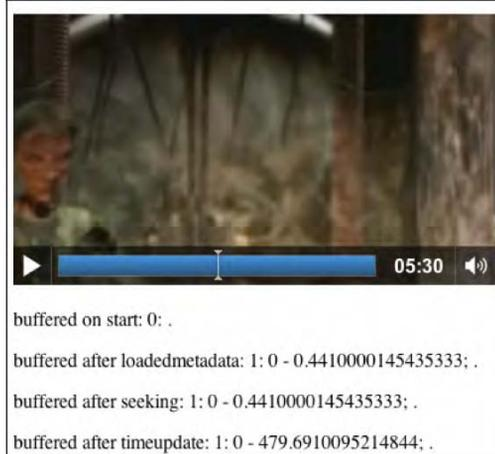 05:30
buffered on start: 0: .
buffered after loadedmetadata: 1: 0 - 0.4410000145435333; .
buffered after seeking: 1: 0 - 0.4410000145435333; .
buffered after timeupdate: 1: 0 - 479.6910095214844; .